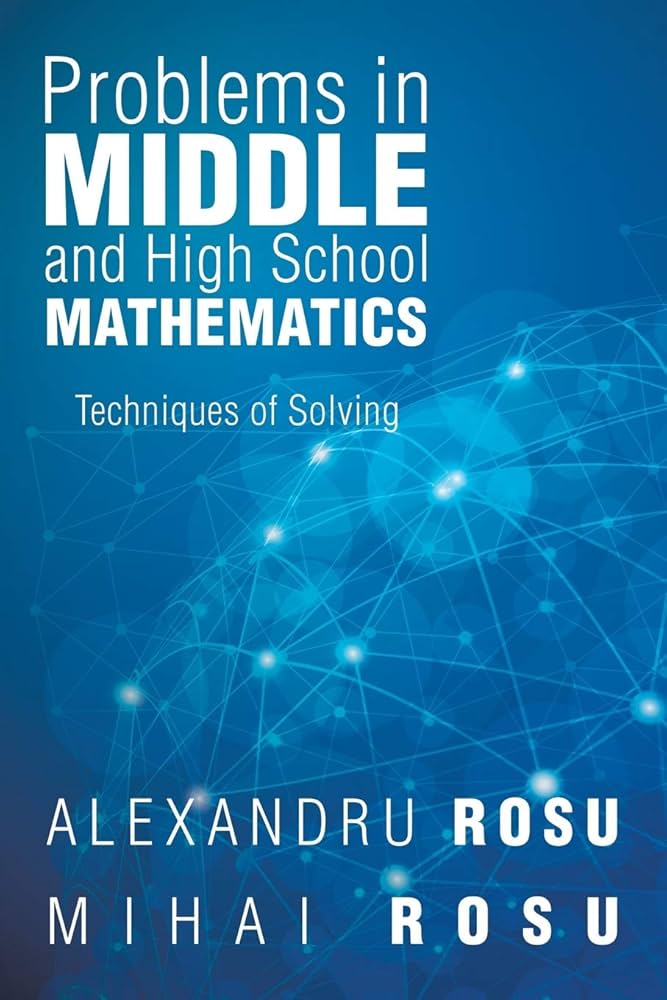 Problems in
MIDDLE
and High School
MATHEMATICS
Techniques of Solving
ALEXANDRU ROSU
MIHAI ROSU